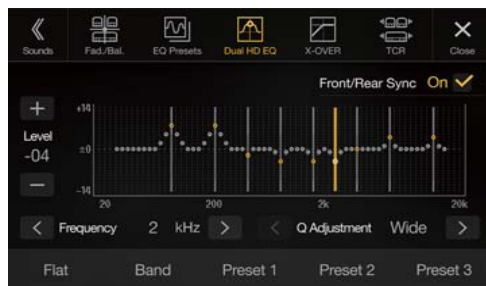 Sounds Fad./Bal. EQ Presets Dual HD EQ X-OVER TCR Close
Front/Rear Sync On
+14
Level
-04
±0
-14
20 200 2k 20k
Frequency 2 kHz Q Adjustment Wide
Flat Band Preset 1 Preset 2 Preset 3